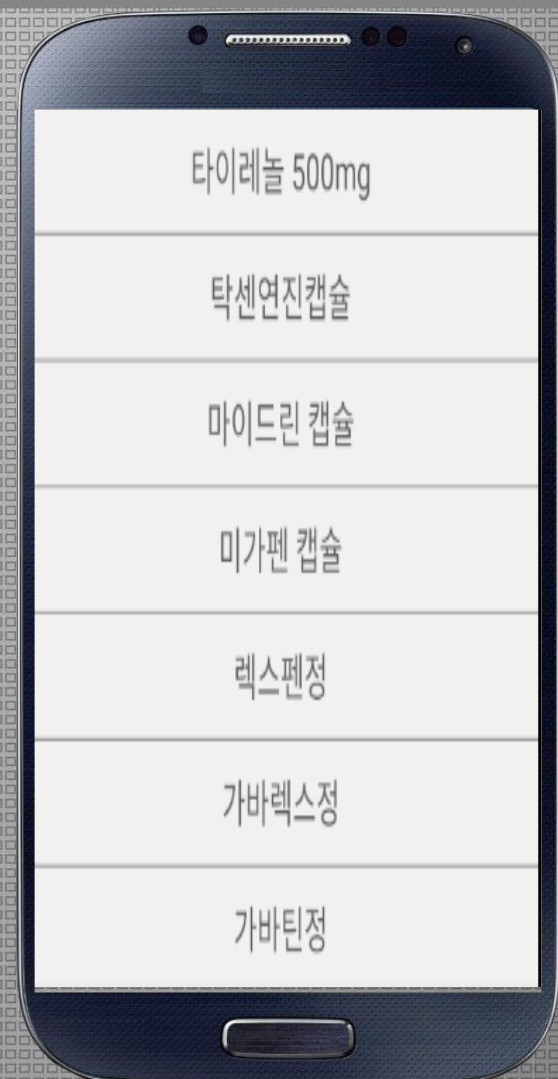 타이레놀 500mg
탁센연진캡슐
마이드린 캡슐
미가펜 캡슐
렉스펜정
가바렉스정
가바틴정